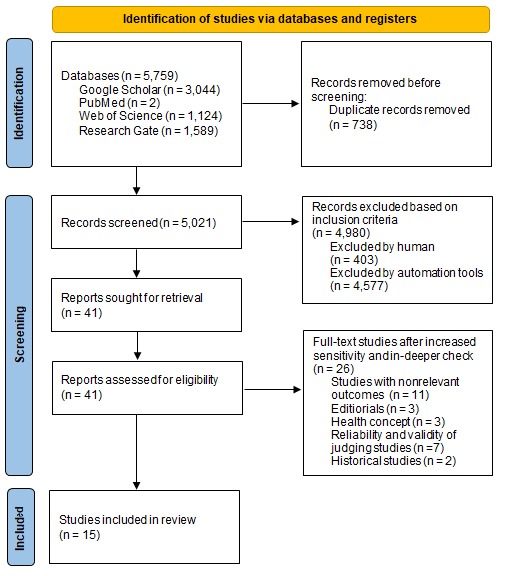 Identification of studies via databases and registers
Identification
Databases (n = 5,759)
Google Scholar (n = 3,044)
PubMed (n = 2)
Web of Science (n = 1,124)
Research Gate (n = 1,589)
Records removed before
screening:
Duplicate records removed
(n = 738)
Screening
Records screened (n = 5,021)
Records excluded based on
inclusion criteria
(n = 4,980)
Excluded by human
(n = 403)
Excluded by automation tools
(n = 4,577)
Reports sought for retrieval
(n = 41)
Reports assessed for eligibility
(n = 41)
Full-text studies after increased
sensitivity and in-deeper check
(n = 26)
Studies with nonrelevant
outcomes (n = 11)
Editiorials (n = 3)
Health concept (n = 3)
Reliability and validity of
judging studies (n =7)
Historical studies (n = 2)
Included
Studies included in review
(n = 15)